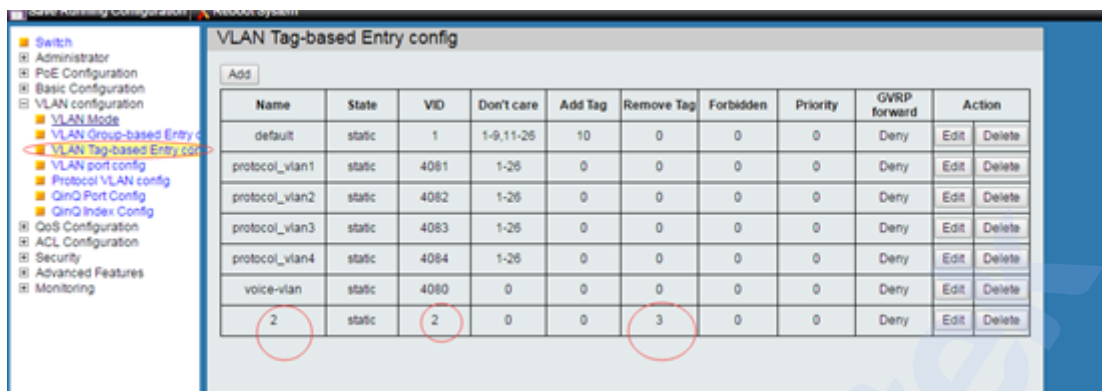 Save Running Configuration Reboot System
Switch
Administrator
PoE Configuration
Basic Configuration
VLAN configuration
VLAN Mode
VLAN Group-based Entry c
VLAN Tag-based Entry con
VLAN port config
Protocol VLAN config
QinQ Port Config
QinQ Index Config
QoS Configuration
ACL Configuration
Security
Advanced Features
Monitoring
VLAN Tag-based Entry config
Add
Name State VID Don't care Add Tag Remove Tag Forbidden Priority GVRP forward Action
default static 1 1-9,11-26 10 0 0 0 Deny Edit Delete
protocol_vlan1 static 4081 1-26 0 0 0 0 Deny Edit Delete
protocol_vlan2 static 4082 1-26 0 0 0 0 Deny Edit Delete
protocol_vlan3 static 4083 1-26 0 0 0 0 Deny Edit Delete
protocol_vlan4 static 4084 1-26 0 0 0 0 Deny Edit Delete
voice-vlan static 4080 0 0 0 0 0 Deny Edit Delete
2 static 2 0 0 3 0 0 Deny Edit Delete